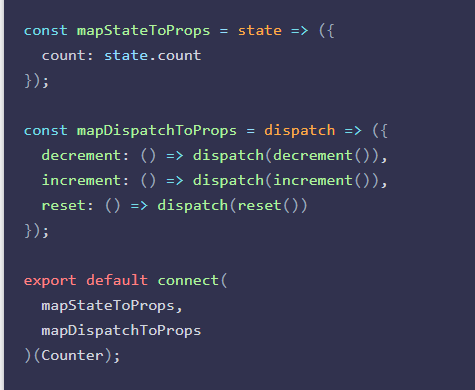 const mapStateToProps = state => ({
  count: state.count
});

const mapDispatchToProps = dispatch => ({
  decrement: () => dispatch(decrement()),
  increment: () => dispatch(increment()),
  reset: () => dispatch(reset())
});

export default connect(
  mapStateToProps,
  mapDispatchToProps
)(Counter);